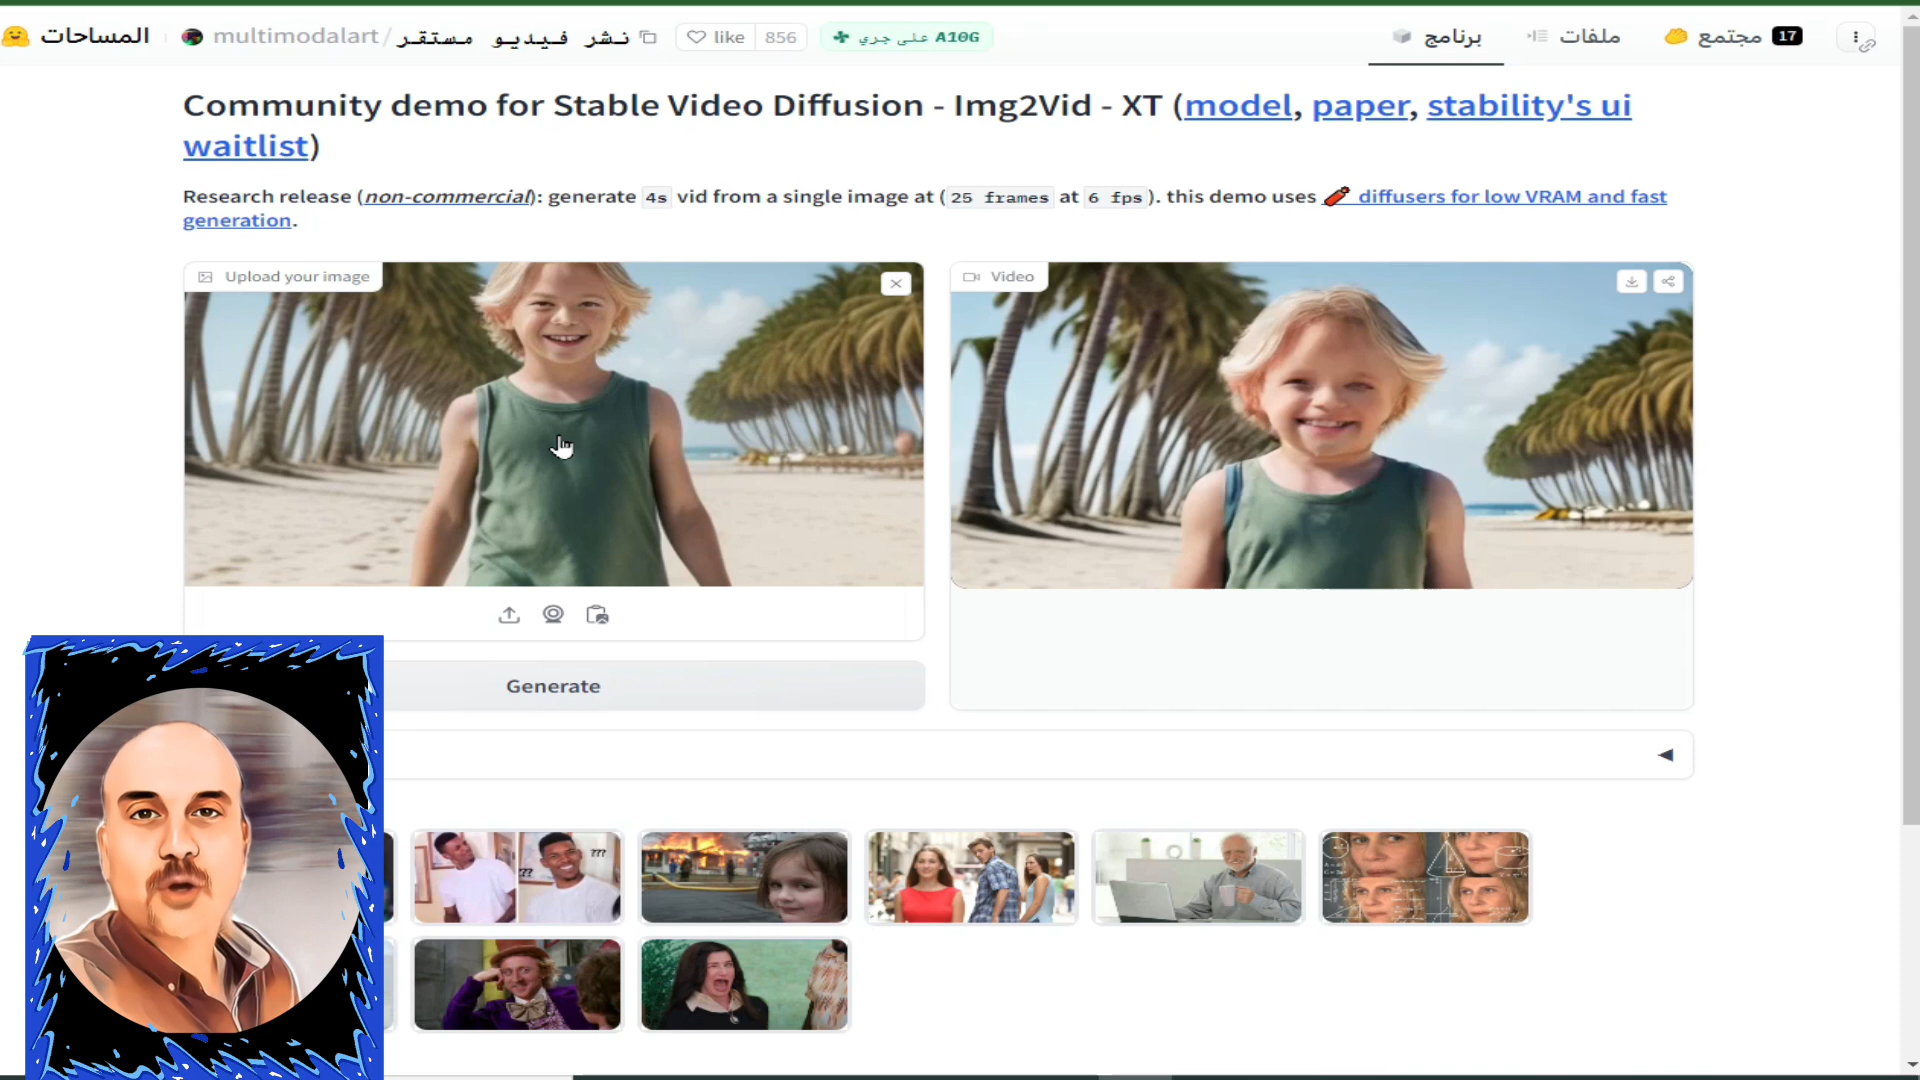 المساحات
multimodalart/نشر فيديو مستقر
like 856
A10G على جري
برنامج
ملفات
مجتمع 17
Community demo for Stable Video Diffusion - Img2Vid - XT (model, paper, stability's ui
waitlist)
Research release (non-commercial): generate 4s vid from a single image at (25 frames at 6 fps). this demo uses 🧨 diffusers for low VRAM and fast
generation.
Upload your image
Video
Generate
???
??